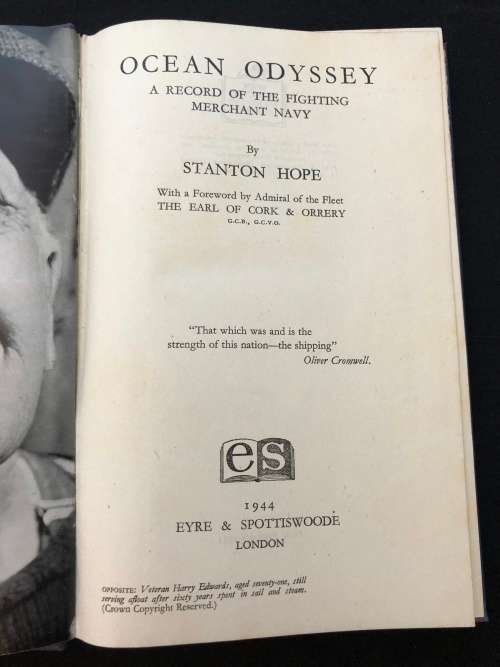 OCEAN ODYSSEY
A RECORD OF THE FIGHTING
MERCHANT NAVY
By
STANTON HOPE
With a Foreword by Admiral of the Fleet
THE EARL OF CORK & ORRERY
G.C.B., G.C.V.O.
"That which was and is the
strength of this nation—the shipping"
Oliver Cromwell.
es
1944
EYRE & SPOTTISWOODE
LONDON
OPPOSITE: Veteran Harry Edwards, aged seventy-one, still
serving afloat after sixty years spent in sail and steam.
(Crown Copyright Reserved.)